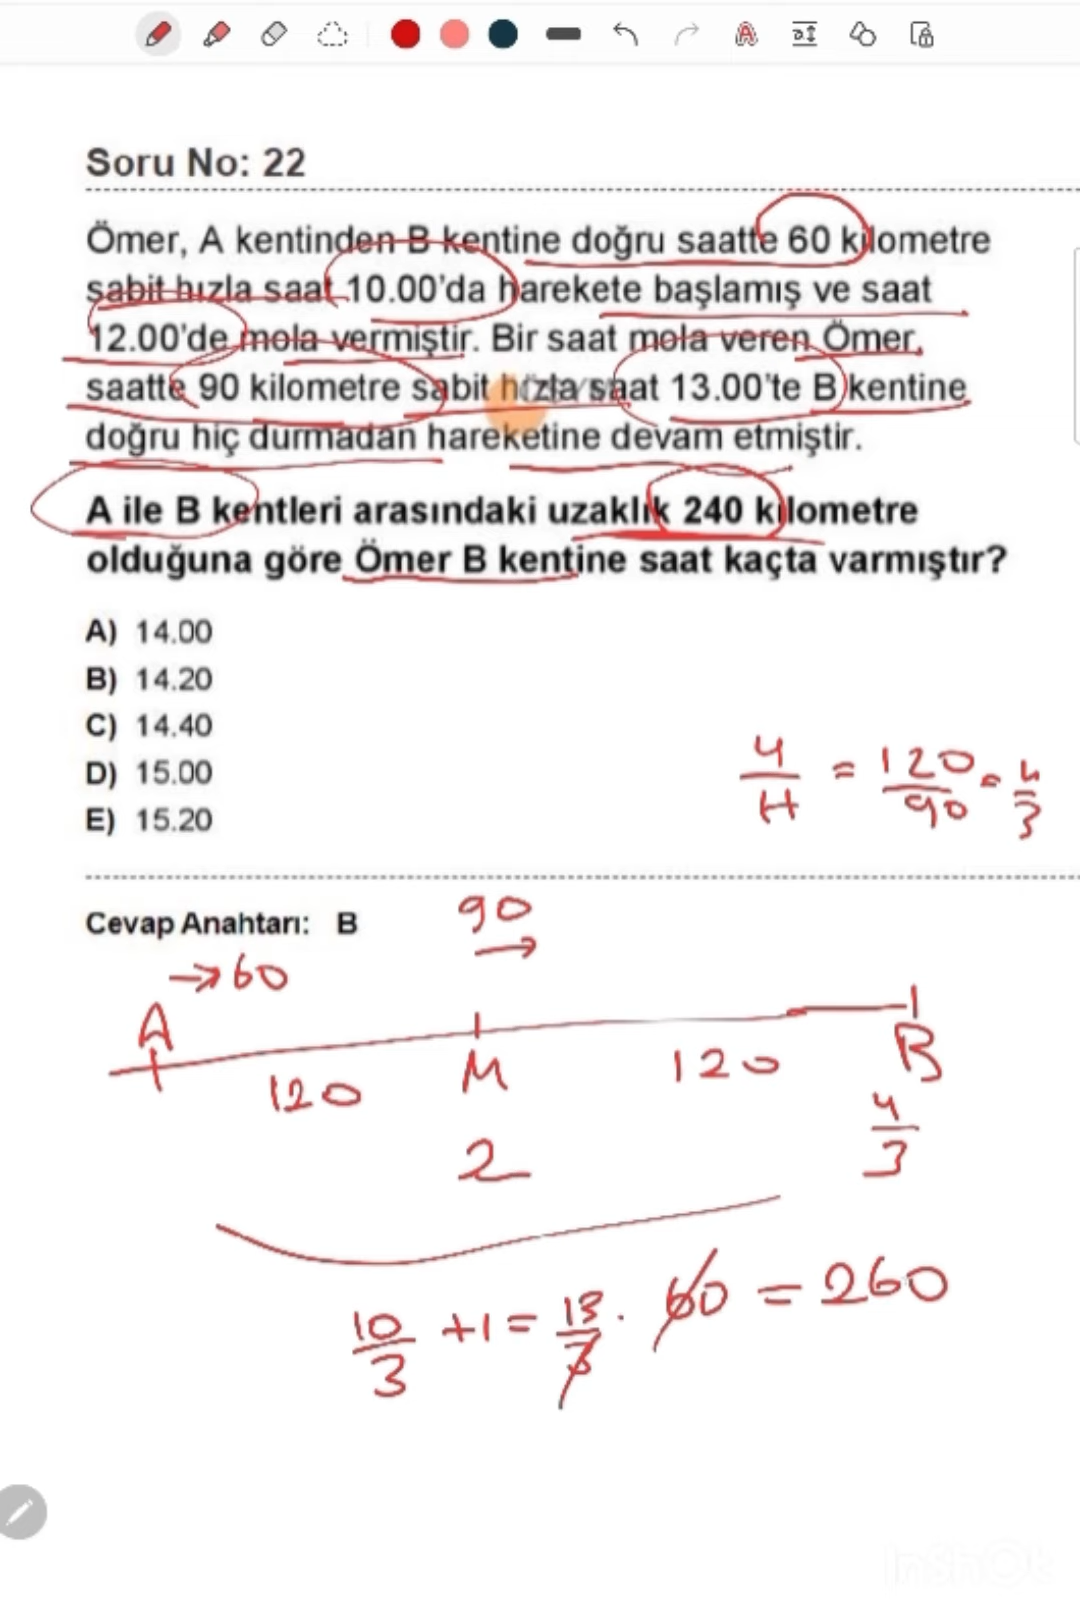 Soru No: 22
Ömer, A kentinden B kentine doğru saatte 60 kilometre
sabit hızla saat 10.00'da harekete başlamış ve saat
12.00'de mola vermiştir. Bir saat mola veren Ömer,
saatte 90 kilometre sabit hızla saat 13.00'te B kentine
doğru hiç durmadan hareketine devam etmiştir.
A ile B kentleri arasındaki uzaklık 240 kilometre
olduğuna göre Ömer B kentine saat kaçta varmıştır?
A) 14.00
B) 14.20
C) 14.40
D) 15.00
E) 15.20
4/H = 120/90 = 4/3
Cevap Anahtarı: B
90
→60
A
M
B
120
120
2
4/3
10/3 +1 = 13/3 . 60 = 260
InShOt